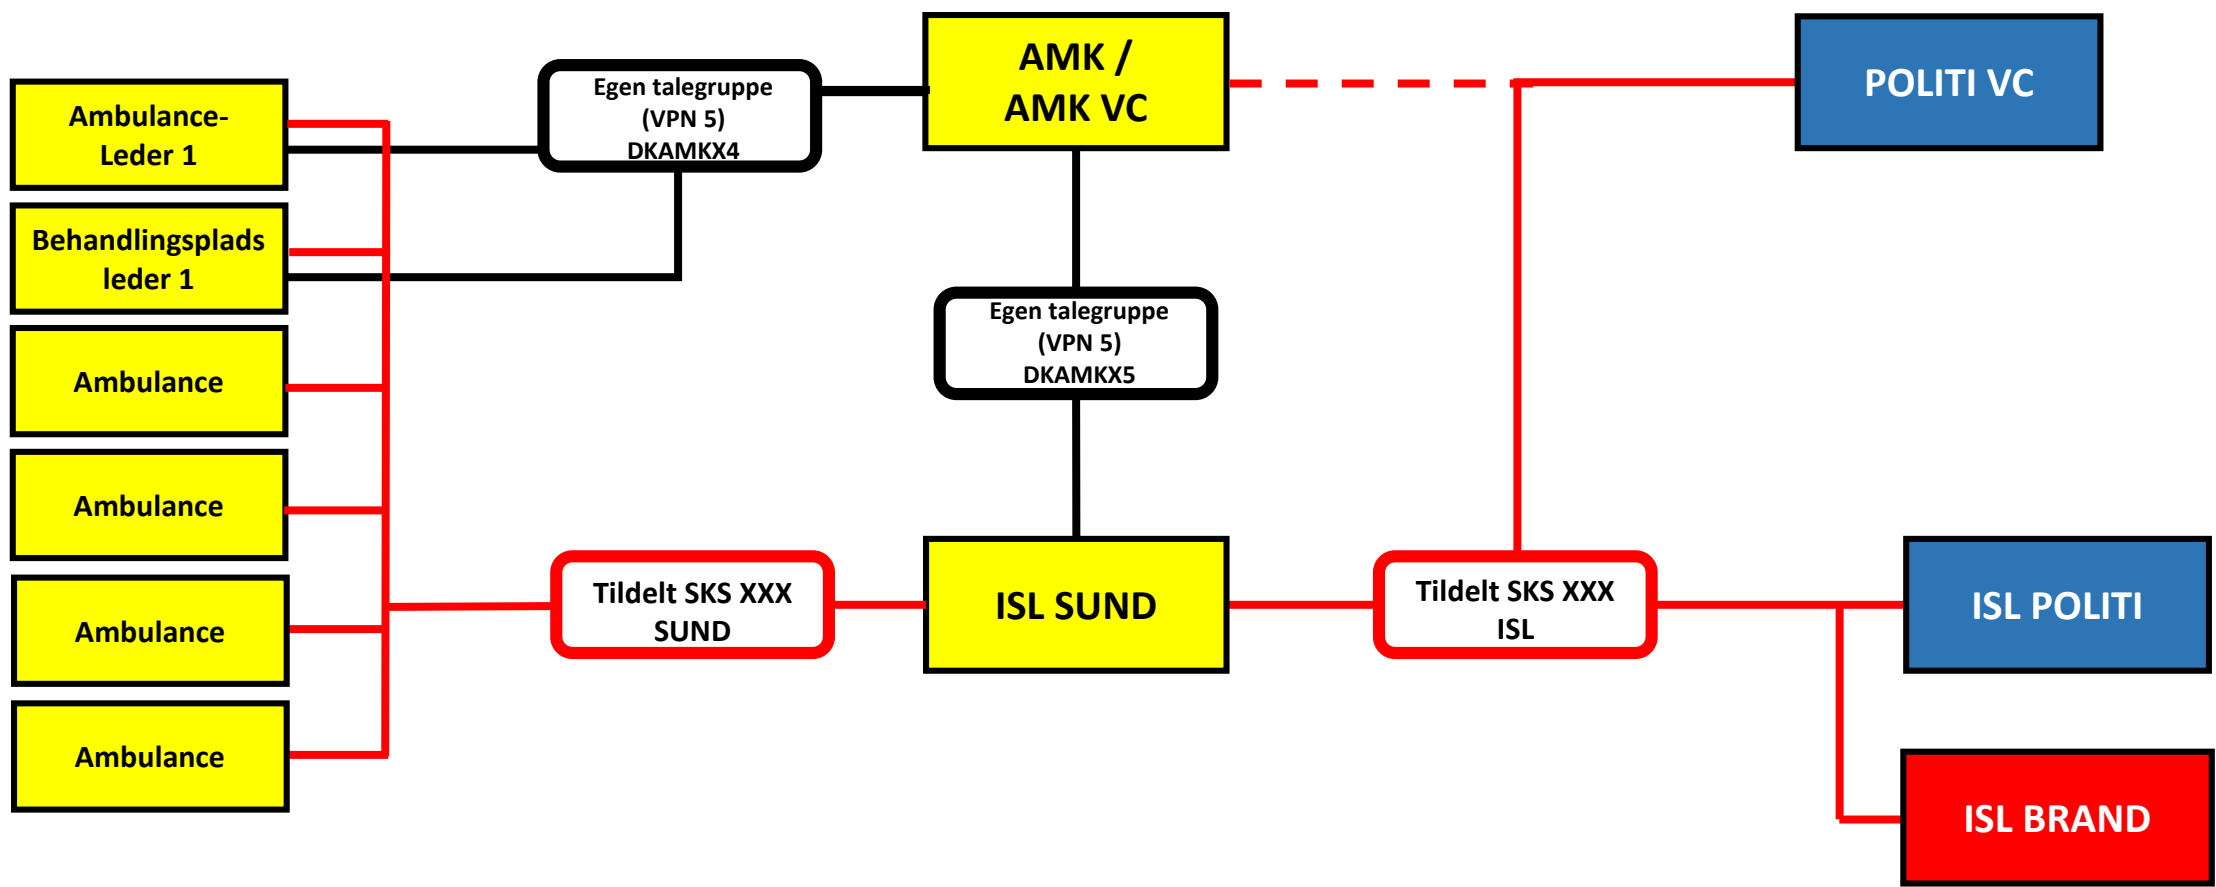 AMK /
AMK VC
POLITI VC
Egen talegruppe
(VPN 5)
DKAMKX4
Ambulance-
Leder 1
Behandlingsplads
leder 1
Egen talegruppe
(VPN 5)
DKAMKX5
Ambulance
Ambulance
Ambulance
Ambulance
Tildelt SKS XXX
SUND
ISL SUND
Tildelt SKS XXX
ISL
ISL POLITI
ISL BRAND